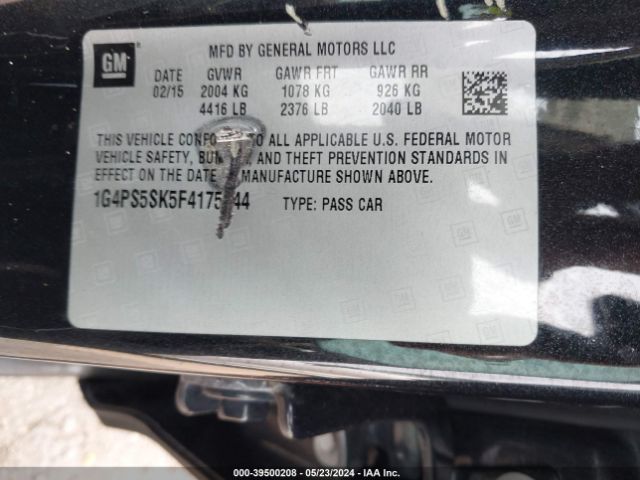 GM
MFD BY GENERAL MOTORS LLC
DATE GVWR GAWR FRT GAWR RR
02/15 2004 KG 1078 KG 926 KG
4416 LB 2376 LB 2040 LB
THIS VEHICLE TO ALL APPLICABLE U.S. FEDERAL MOTOR
VEHICLE SAFETY, AND THEFT PREVENTION STANDARDS IN
EFFECT ON THE DATE MANUFACTURE SHOWN ABOVE.
TYPE: PASS CAR
000-39500208 - 05/23/2024 - IAA Inc.